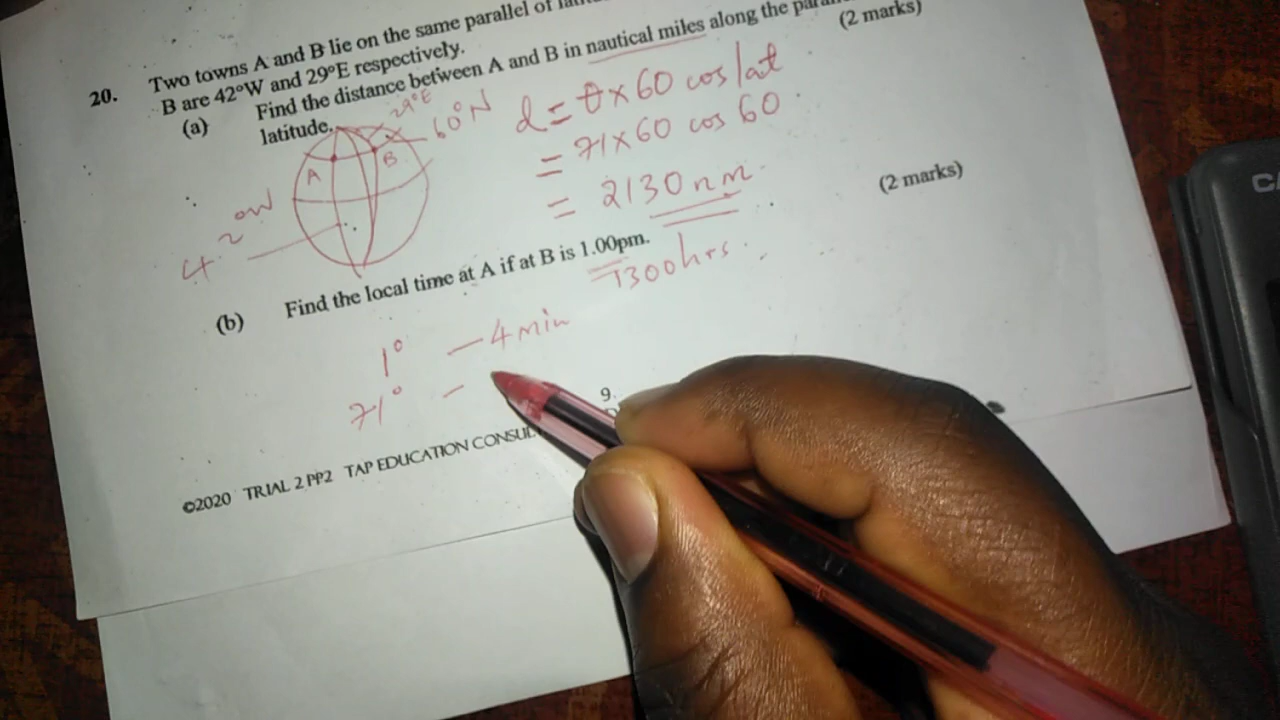 20. Two towns A and B lie on the same parallel of
B are 42°W and 29°E respectively.
(a) Find the distance between A and B in nautical miles along the
latitude.
(2 marks)
29°E
60°N
A
B
42°W
d = θ × 60 cos lat
= 71 × 60 cos 60
= 2130 nm
(2 marks)
(b) Find the local time at A if at B is 1.00pm.
1300hrs
1° — 4 min
71° –
9.
©2020 TRIAL 2 PP2 TAP EDUCATION